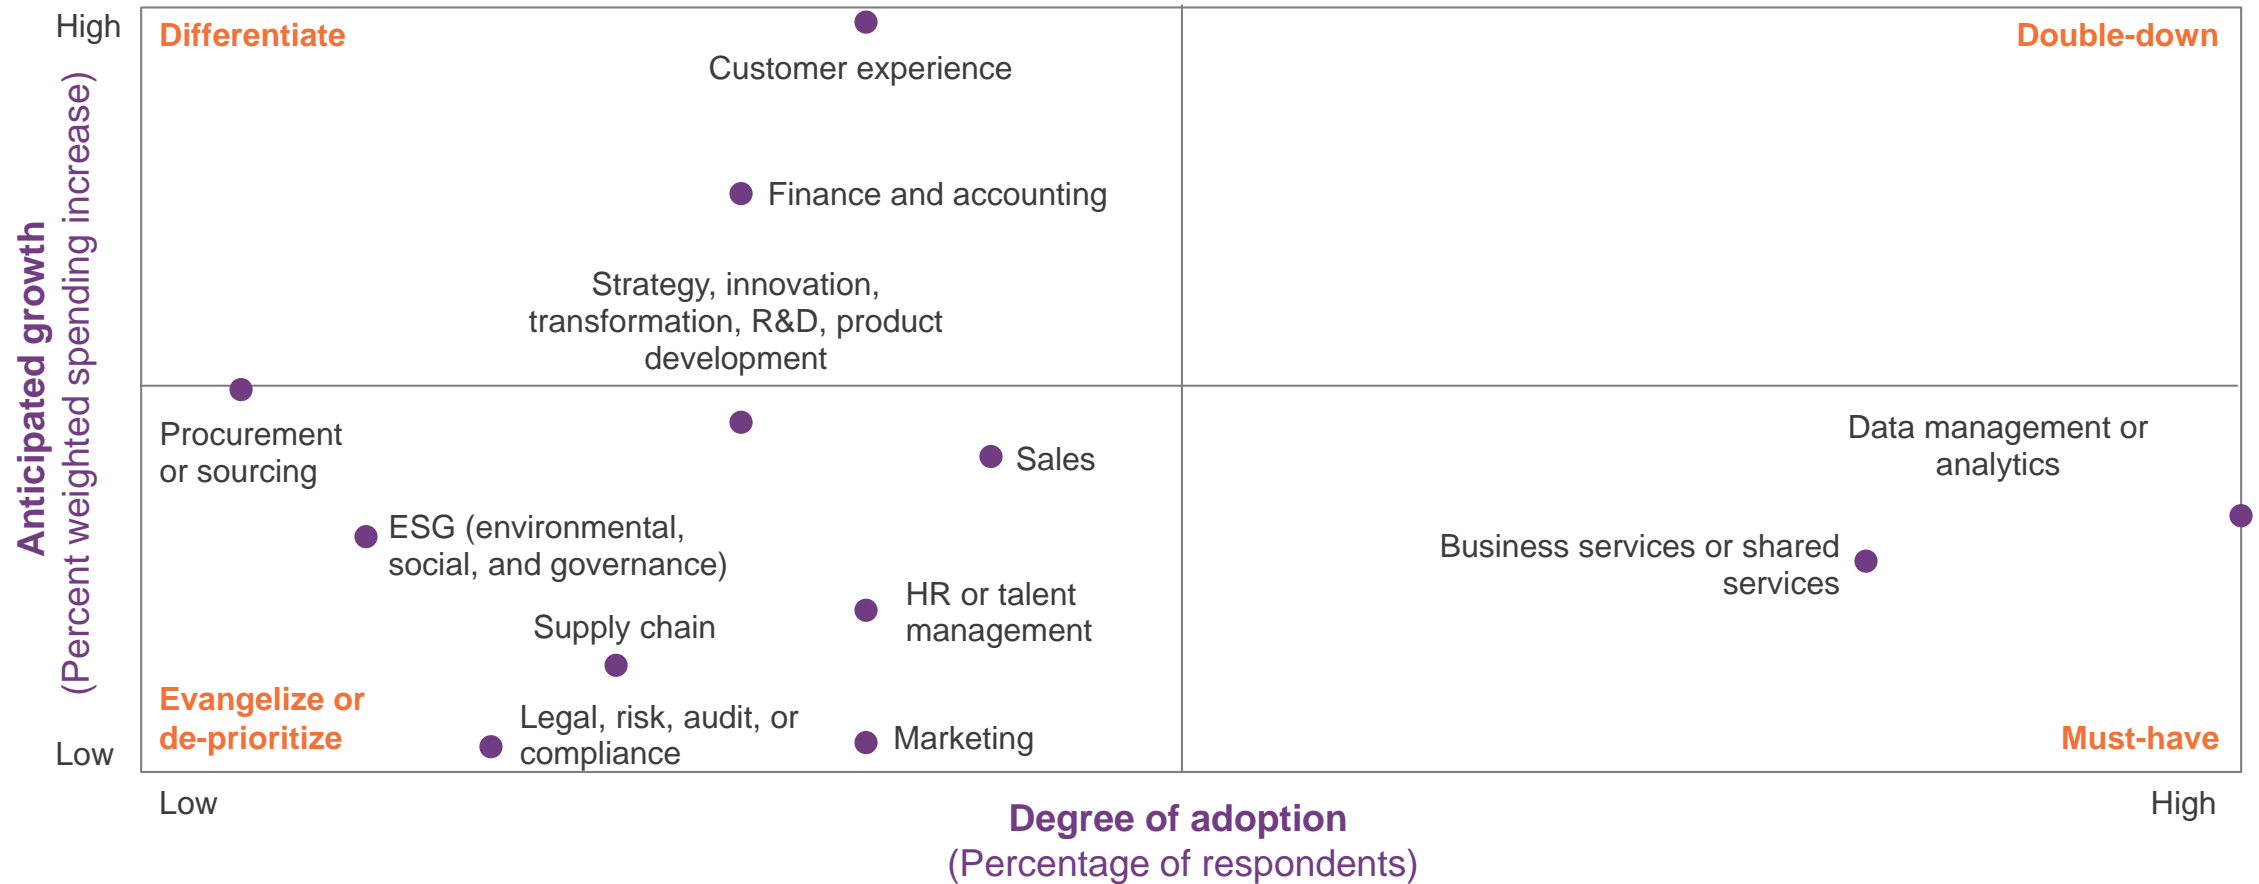 High
Differentiate
Double-down
Customer experience
Finance and accounting
Strategy, innovation,
transformation, R&D, product
development
Anticipated growth
(Percent weighted spending increase)
Procurement
or sourcing
Sales
Data management or
analytics
ESG (environmental,
social, and governance)
Business services or shared
services
HR or talent
management
Supply chain
Evangelize or
de-prioritize
Legal, risk, audit, or
compliance
Marketing
Must-have
Low
Low
High
Degree of adoption
(Percentage of respondents)